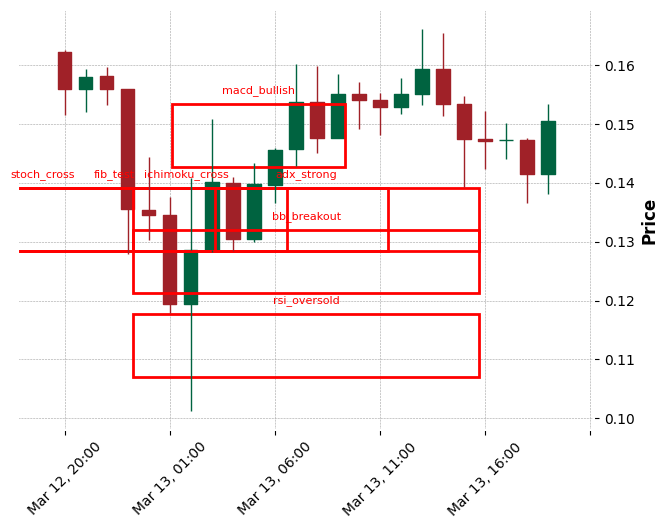 macd_bullish
stoch_cross
ichimoku_cross
bb_breakout
rsi_oversold
0.16
0.15
0.14
0.13
0.12
0.11
0.10
Price
Mar 12, 20:00
Mar 13, 01:00
Mar 13, 06:00
Mar 13, 11:00
Mar 13, 16:00